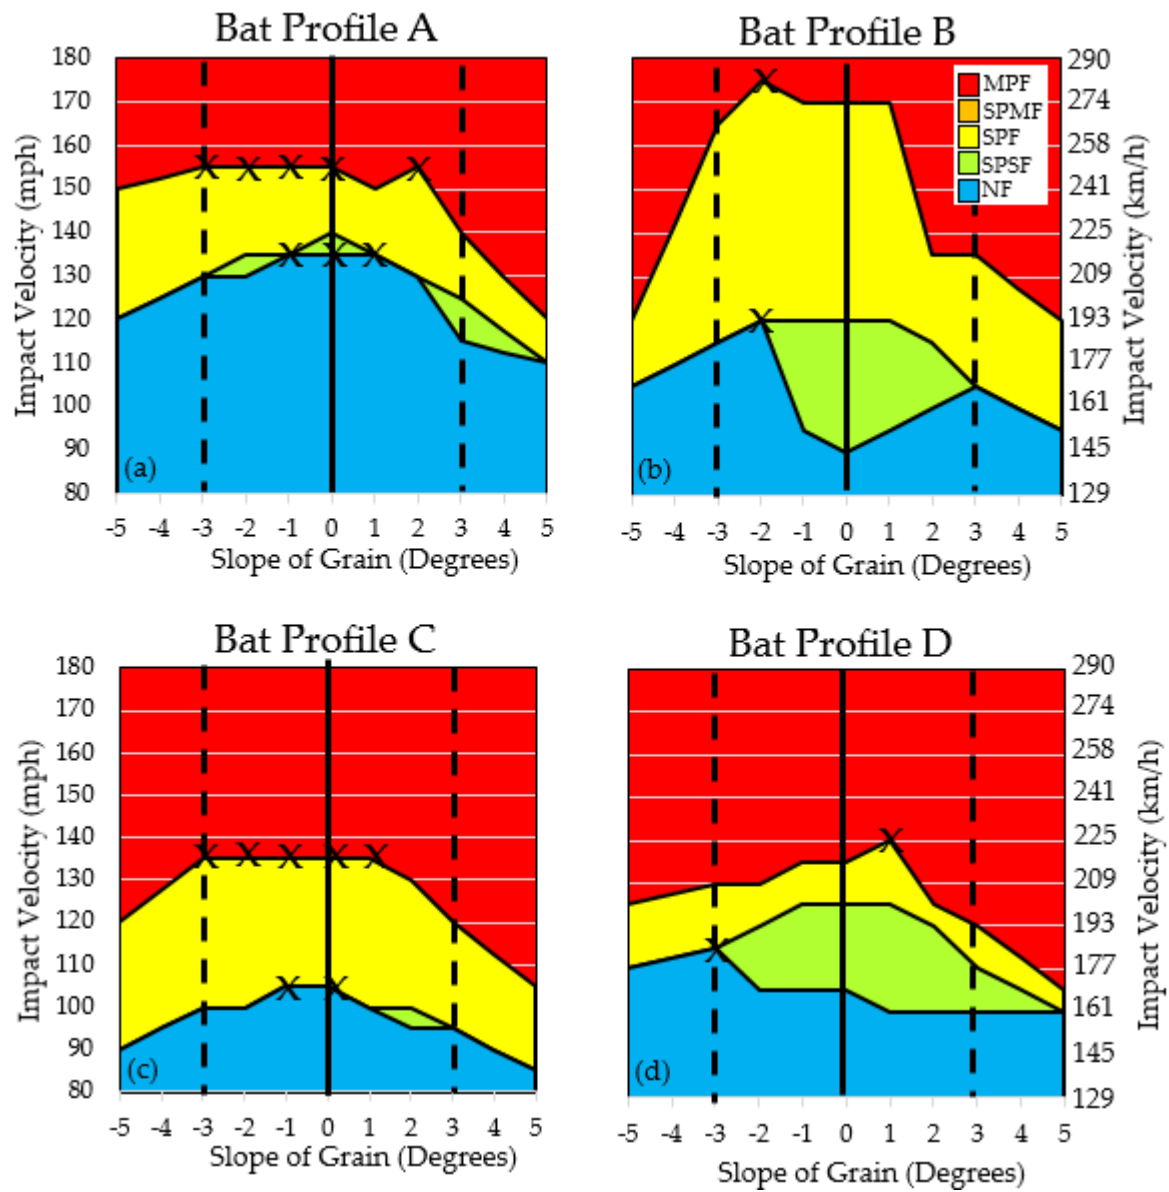 Bat Profile A
180
170
160
150
140
130
120
110
100
90
80
Impact Velocity (mph)
X X X X X
X X X
(a)
-5 -4 -3 -2 -1 0 1 2 3 4 5
Slope of Grain (Degrees)
Bat Profile B
MPF
SPMF
SPF
SPSF
NF
290
274
258
241
225
209
193
177
161
145
129
Impact Velocity (km/h)
X
X
(b)
-5 -4 -3 -2 -1 0 1 2 3 4 5
Slope of Grain (Degrees)
Bat Profile C
180
170
160
150
140
130
120
110
100
90
80
Impact Velocity (mph)
X X X X X
X X
(c)
-5 -4 -3 -2 -1 0 1 2 3 4 5
Slope of Grain (Degrees)
Bat Profile D
290
274
258
241
225
209
193
177
161
145
129
Impact Velocity (km/h)
X
X
(d)
-5 -4 -3 -2 -1 0 1 2 3 4 5
Slope of Grain (Degrees)